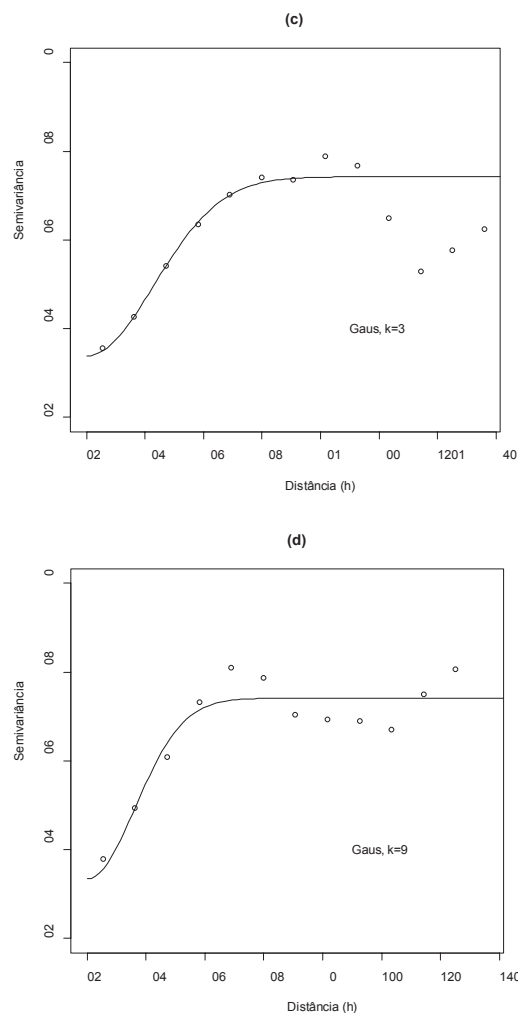 (c)
0
08
06
04
02
Semivariância
Gaus, k=3
02 04 06 08 01 00 1201 40
Distância (h)
(d)
0
08
06
04
02
Semivariância
Gaus, k=9
02 04 06 08 0 100 120 140
Distância (h)